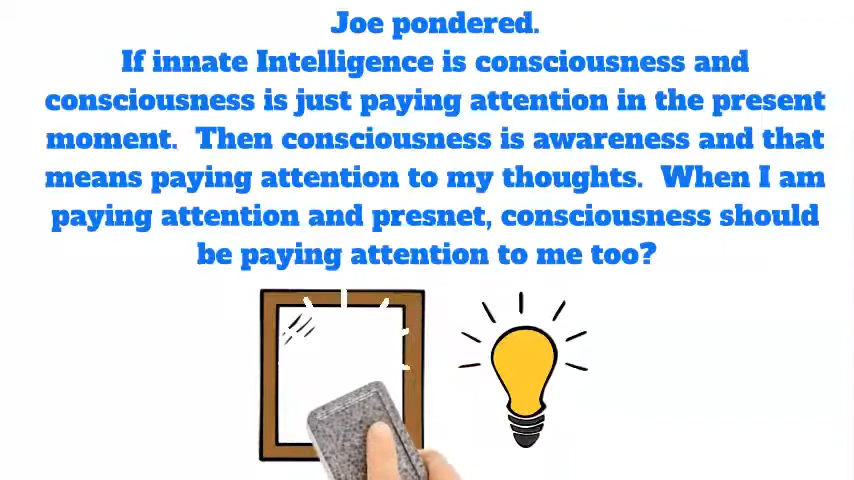 Joe pondered.
If innate Intelligence is consciousness and
consciousness is just paying attention in the present
moment.  Then consciousness is awareness and that
means paying attention to my thoughts.  When I am
paying attention and presnet, consciousness should
be paying attention to me too?